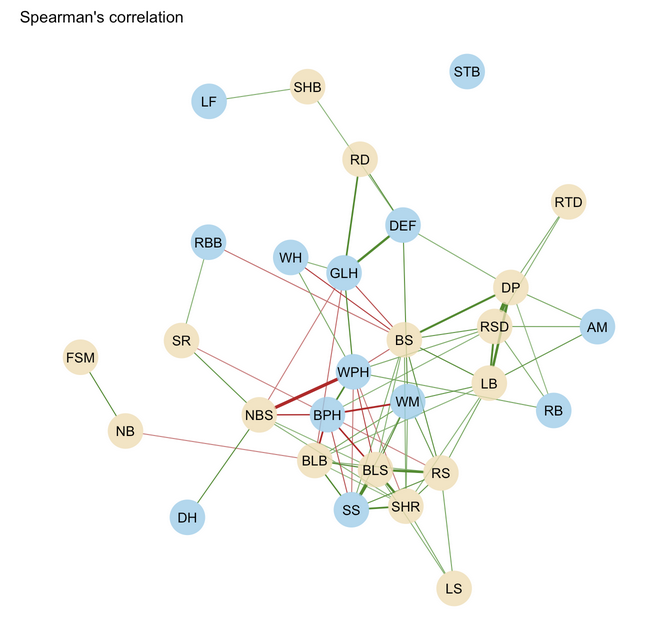 Spearman's correlation
STB
SHB
LF
RD
RTD
DEF
RBB
WH
GLH
DP
RSD
AM
SR
BS
FSM
WPH
LB
WM
RB
NBS
BPH
NB
BLB
BLS
RS
SS
SHR
DH
LS